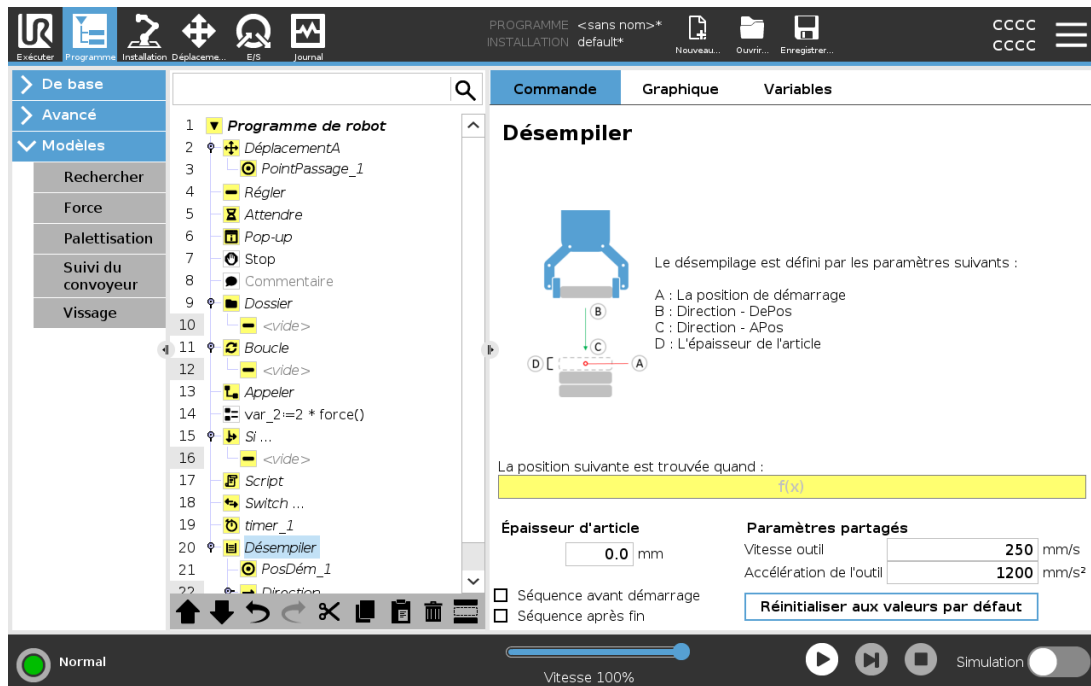 PROGRAMME <sans nom>*
INSTALLATION default*
Exécuter
Programme
Installation
Déplaceme...
E/S
Journal
Nouveau...
Ouvrir...
Enregistrer...
CCCC
CCCC
De base
Avancé
Modèles
Rechercher
Force
Palettisation
Suivi du
convoyeur
Vissage
1 Programme de robot
2 DéplacementA
3 PointPassage_1
4 Régler
5 Attendre
6 Pop-up
7 Stop
8 Commentaire
9 Dossier
10 <vide>
11 Boucle
12 <vide>
13 Appeler
14 var_2:=2 * force()
15 Si ...
16 <vide>
17 Script
18 Switch ...
19 timer_1
20 Désempiler
21 PosDém_1
22 Direction
Commande
Graphique
Variables
Désempiler
B
C
D
A
Le désempilage est défini par les paramètres suivants :
A : La position de démarrage
B : Direction - DePos
C : Direction - APos
D : L'épaisseur de l'article
La position suivante est trouvée quand :
f(x)
Épaisseur d'article
0.0 mm
Séquence avant démarrage
Séquence après fin
Paramètres partagés
Vitesse outil 250 mm/s
Accélération de l'outil 1200 mm/s²
Réinitialiser aux valeurs par défaut
Normal
Vitesse 100%
Simulation